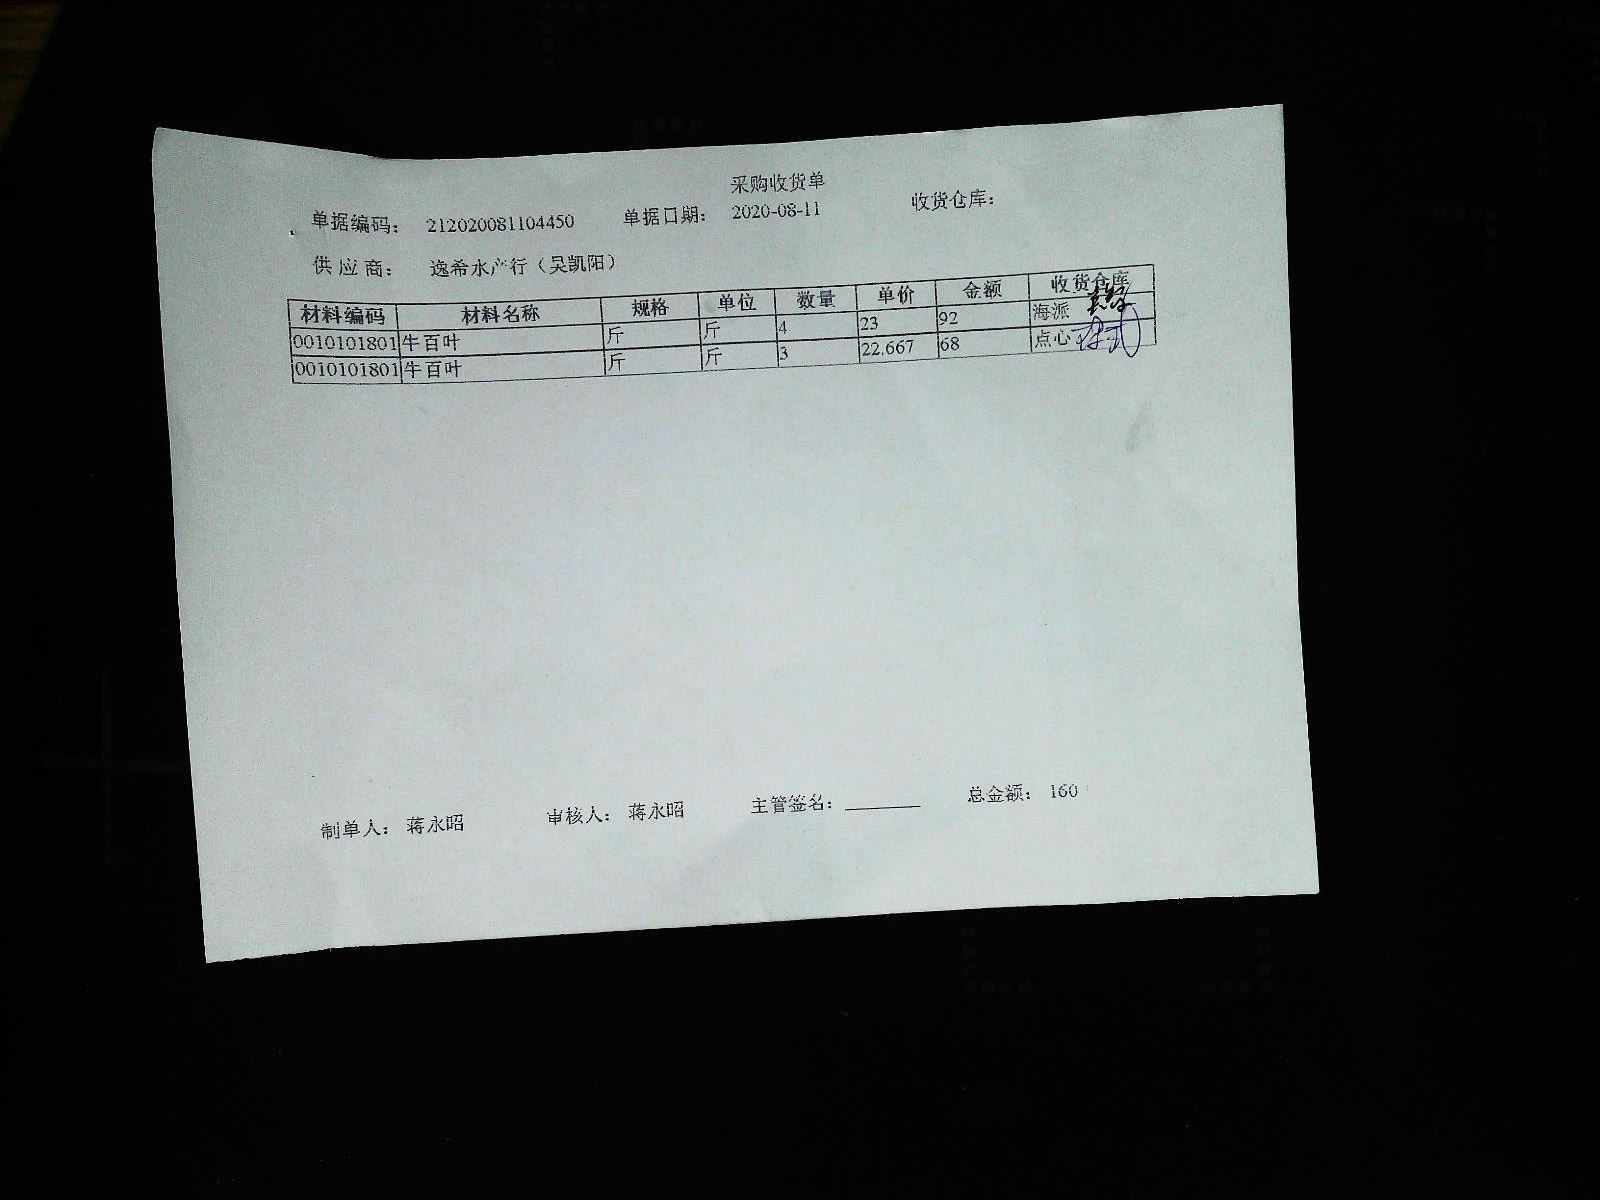 采购收货单
单据编码： 212020081104450 单据日期： 2020-08-11 收货仓库：
供应商： 逸希水产行（吴凯阳）
材料编码 材料名称 规格 单位 数量 单价 金额 收货仓库
0010101801 牛百叶 斤 斤 4 23 92 海派
0010101801 牛百叶 斤 斤 3 22.667 68 点心
制单人： 蒋永昭 审核人： 蒋永昭 主管签名： 总金额： 160